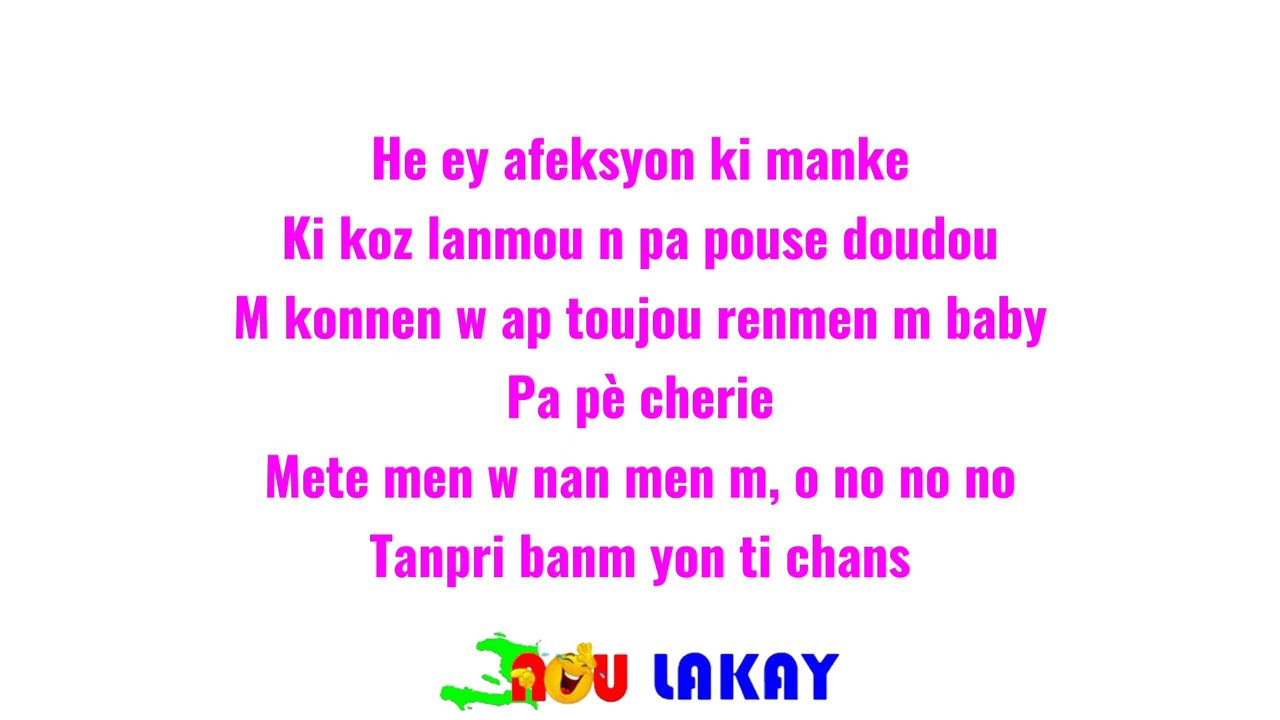 He ey afeksyon ki manke
Ki koz lanmou n pa pouse doudou
M konnen w ap toujou renmen m baby
Pa pè cherie
Mete men w nan men m, o no no no
Tanpri banm yon ti chans
NOU LAKAY